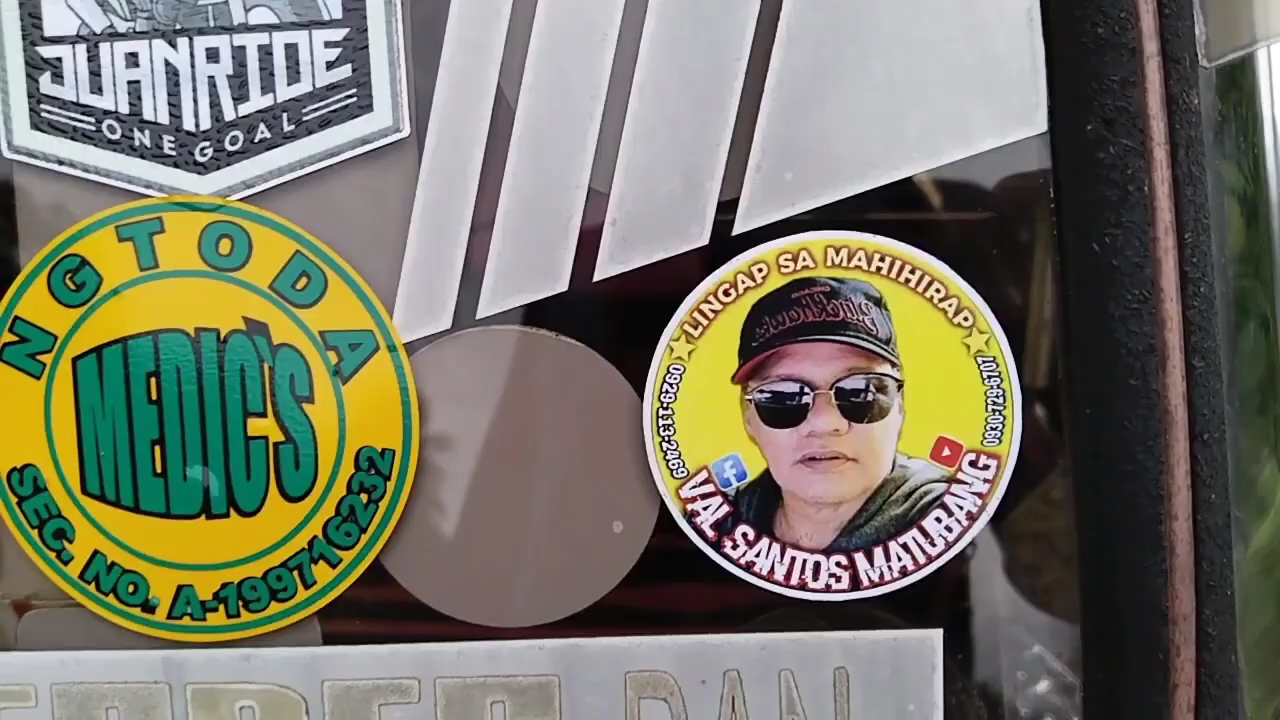 JUANRIDE
ONE GOAL
NGTODA
MEDIC'S
SEC. NO. A-199716232
LINGAP SA MAHIHIRAP
0929-113-2469
0930-729-6707
VAL SANTOS MATUBANG